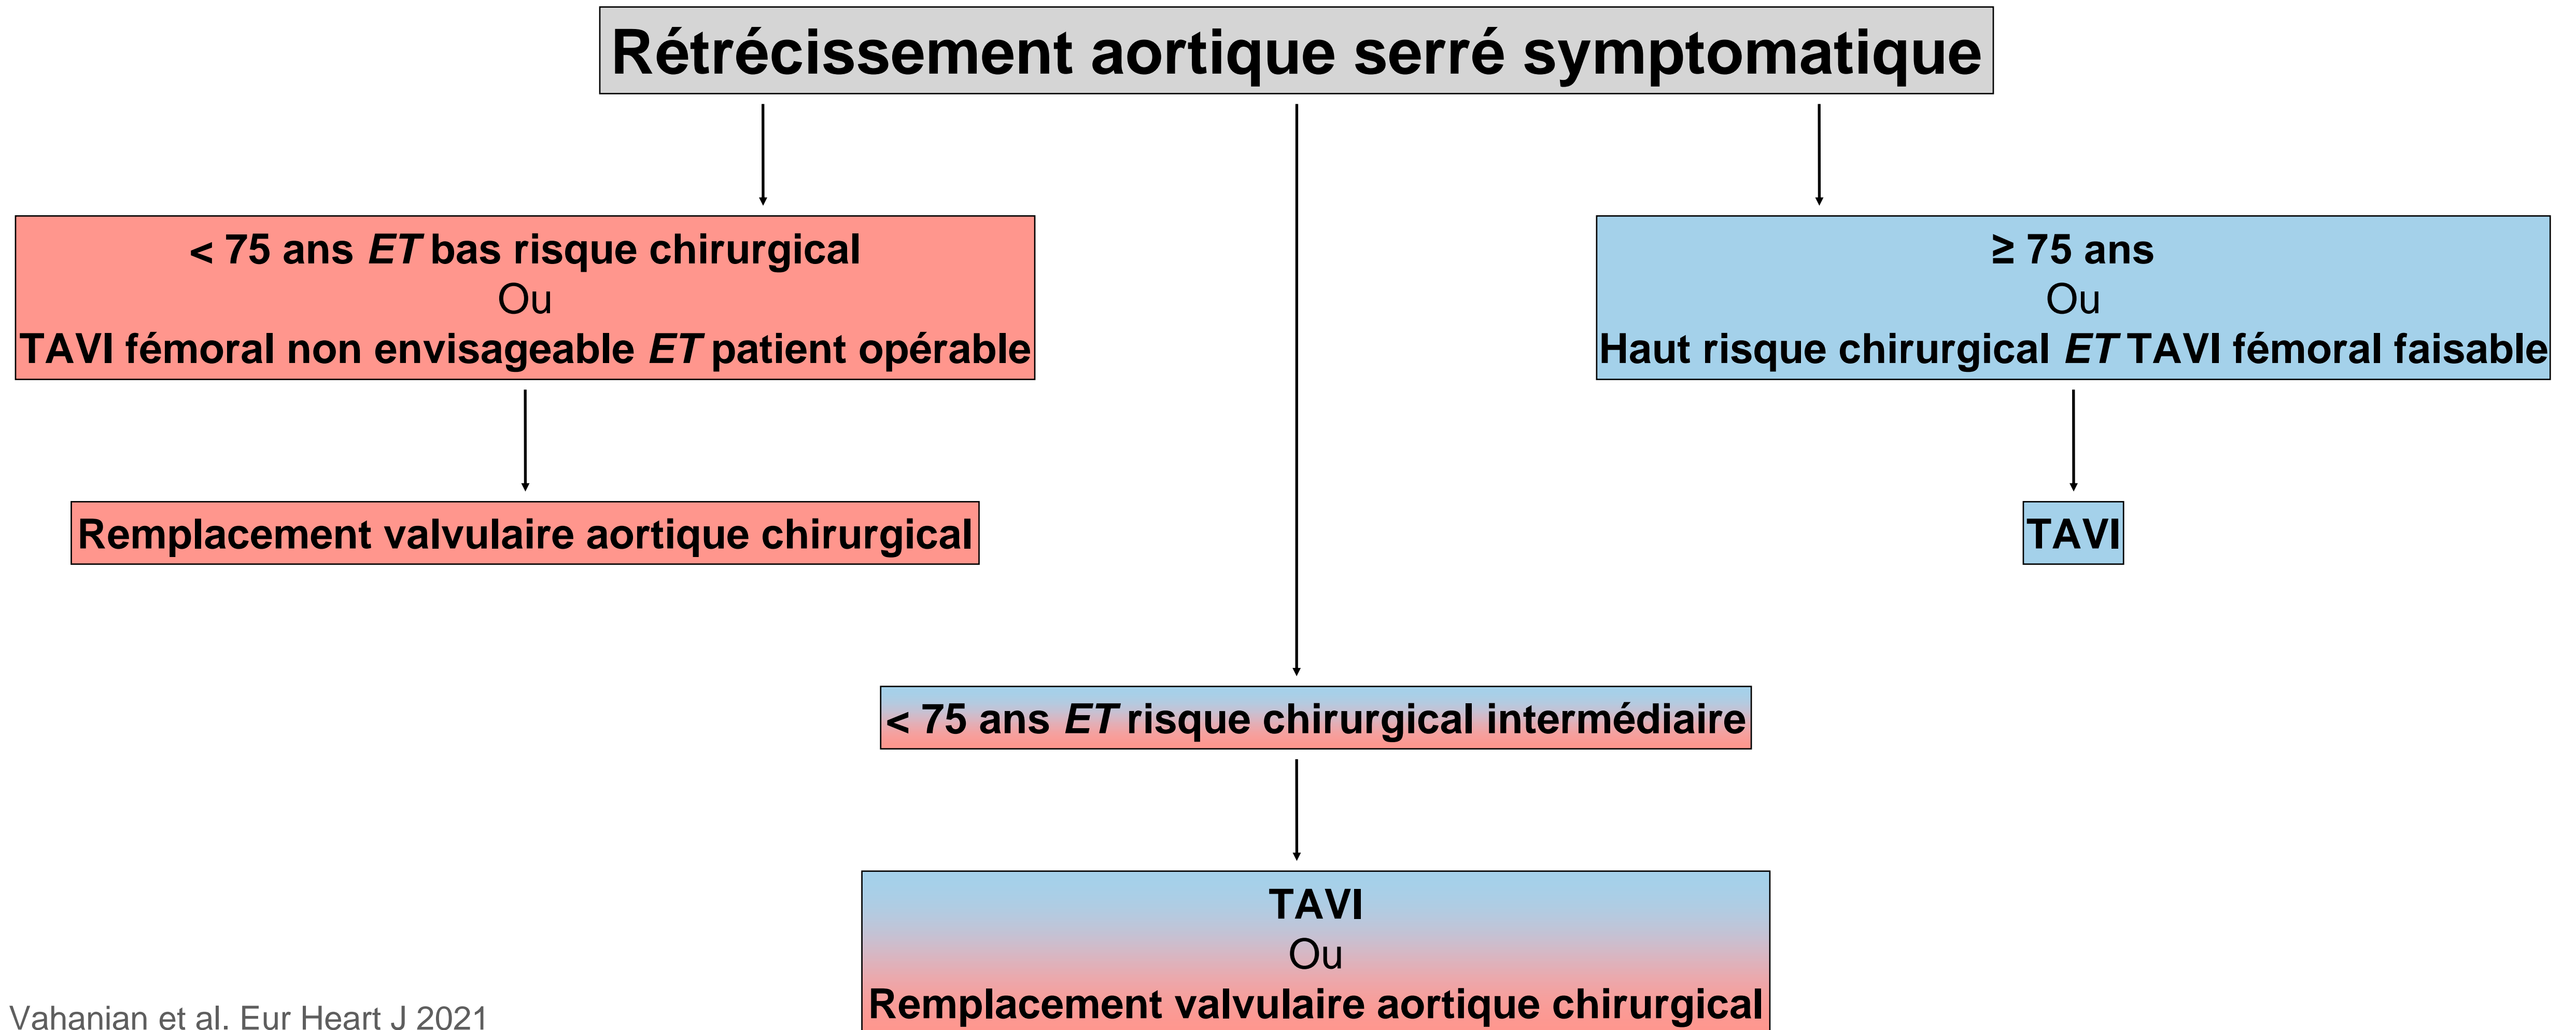 Rétrécissement aortique serré symptomatique
< 75 ans ET bas risque chirurgical
Ou
TAVI fémoral non envisageable ET patient opérable
≥ 75 ans
Ou
Haut risque chirurgical ET TAVI fémoral faisable
Remplacement valvulaire aortique chirurgical
TAVI
< 75 ans ET risque chirurgical intermédiaire
TAVI
Ou
Remplacement valvulaire aortique chirurgical
Vahanian et al. Eur Heart J 2021